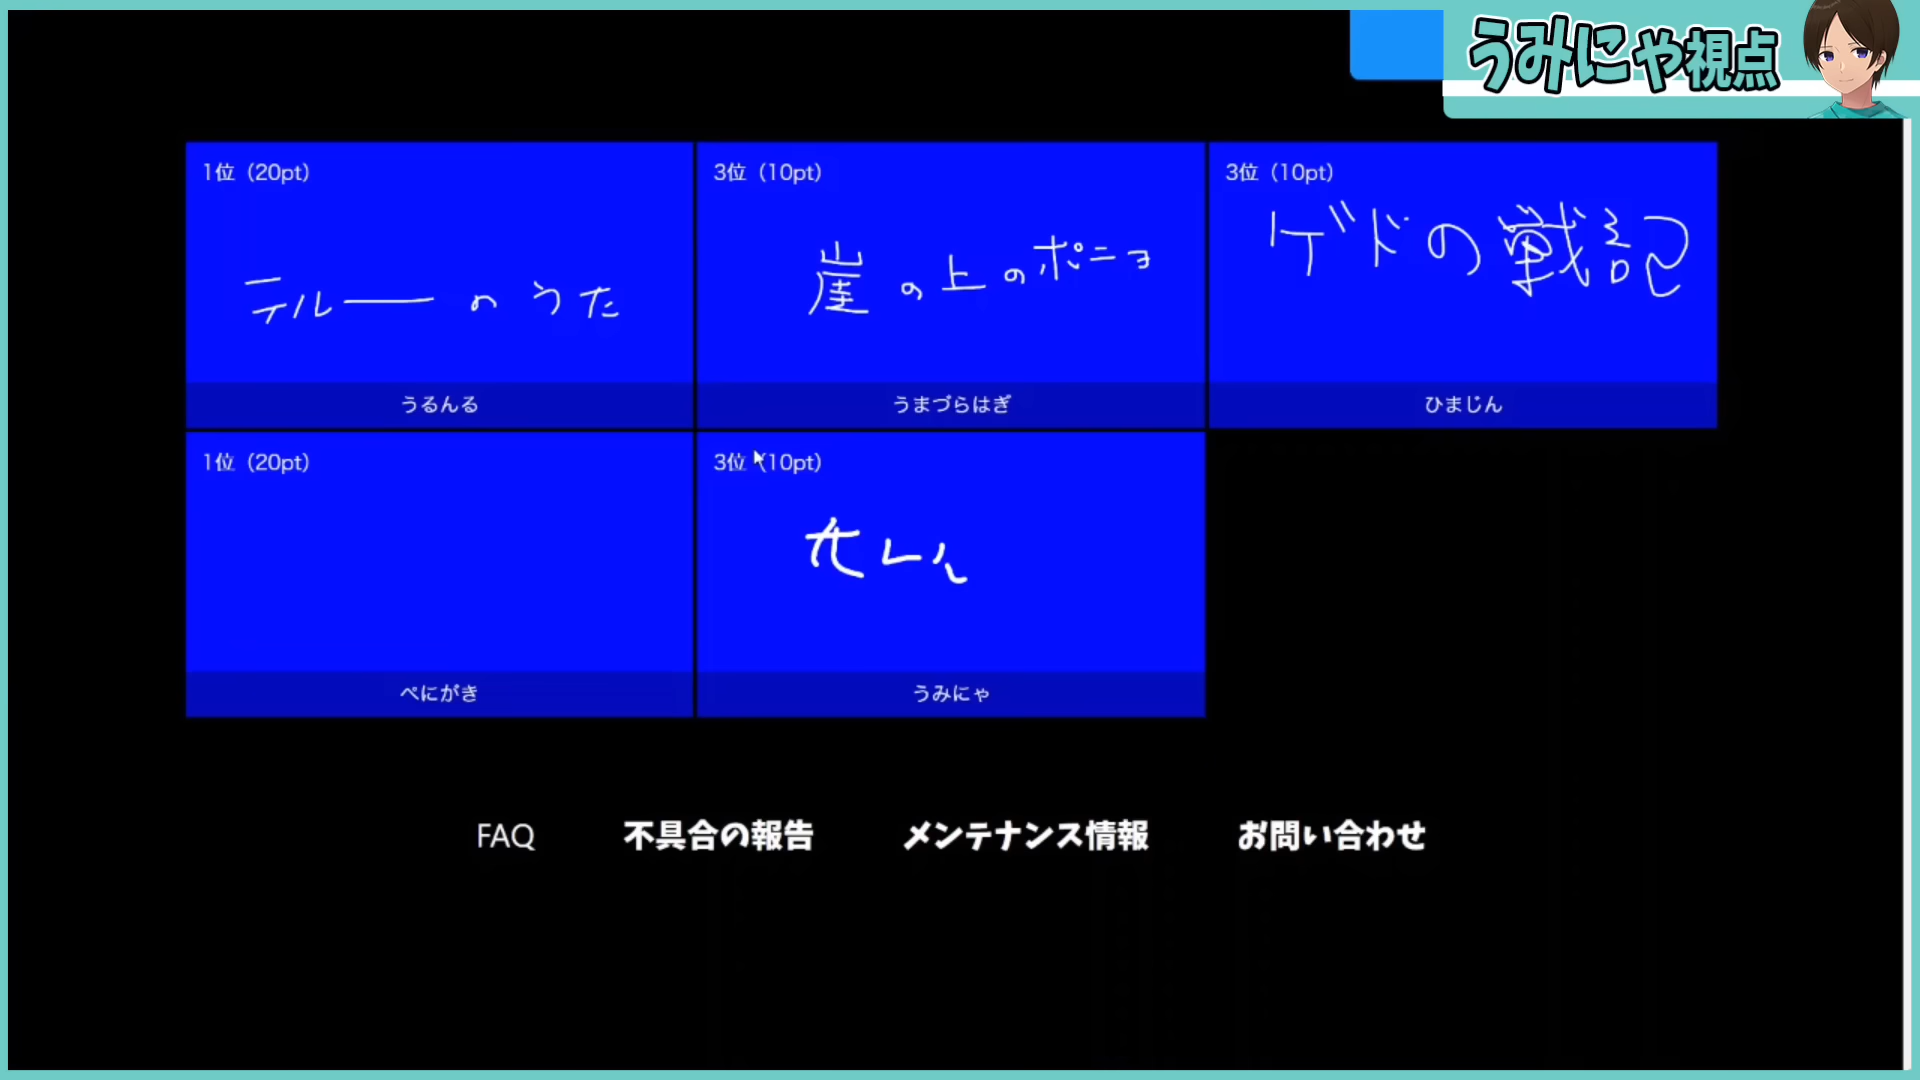 うみにゃ視点
1位（20pt）
テルーのうた
うるんる
3位（10pt）
崖の上のポニョ
うまづらはぎ
3位（10pt）
ゲドの戦記
ひまじん
1位（20pt）
ぺにがき
3位（10pt）
うみにゃ
FAQ
不具合の報告
メンテナンス情報
お問い合わせ